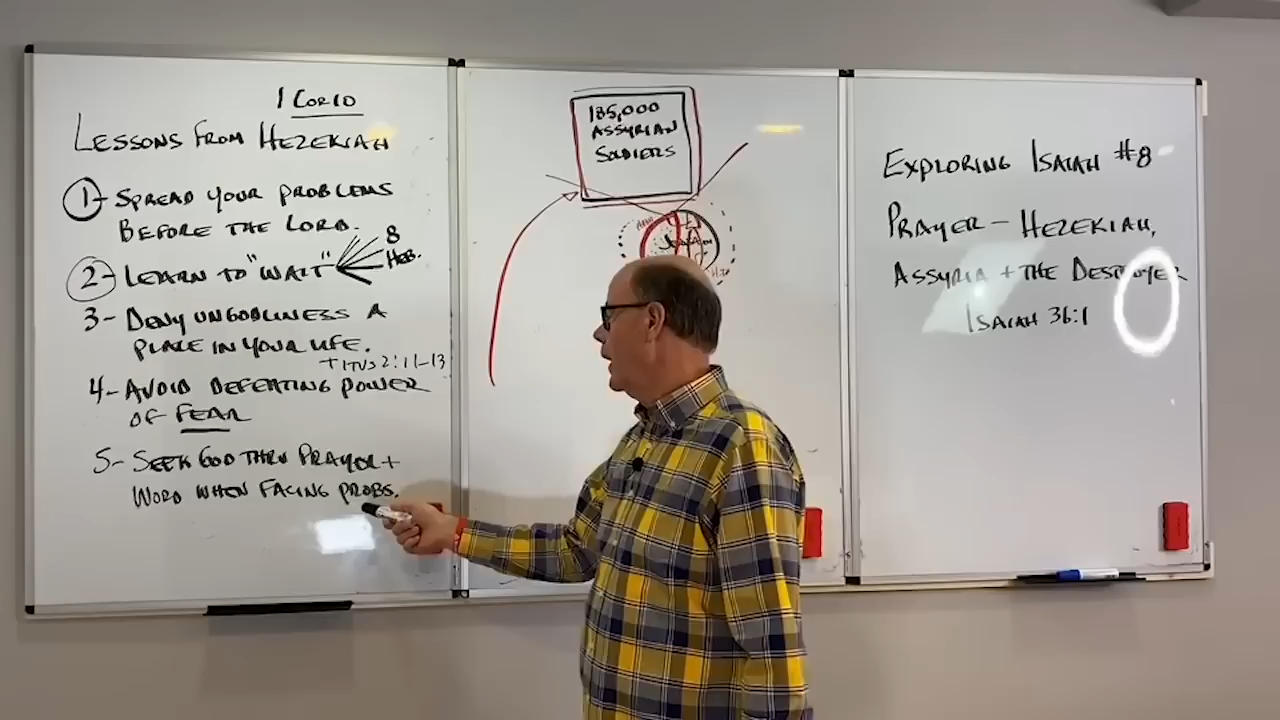 1 COR 10
LESSONS FROM HEZEKIAH
1- SPREAD YOUR PROBLEMS
BEFORE THE LORD.
2- LEARN TO "WAIT"
8
HEB.
3- DENY UNGODLINESS A
PLACE IN YOUR LIFE.
TITUS 2:11-13
4- AVOID DEFEATING POWER
OF FEAR
5- SEEK GOD THRU PRAYER +
WORD WHEN FACING PROBS.
185,000
ASSYRIAN
SOLDIERS
EXPLORING ISAIAH #8
PRAYER - HEZEKIAH,
ASSYRIA + THE DESTROYER
ISAIAH 36:1